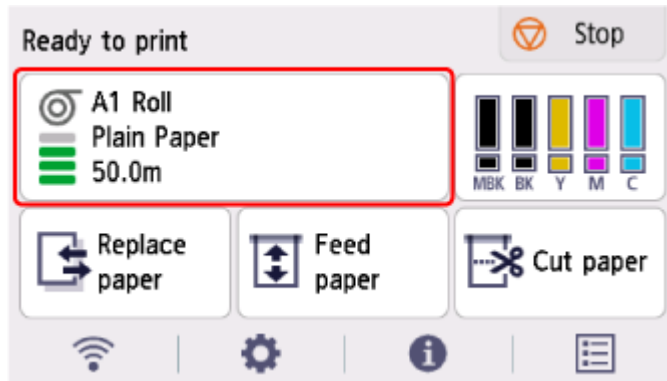 Ready to print
Stop
A1 Roll
Plain Paper
50.0m
MBK BK Y M C
Replace
paper
Feed
paper
Cut paper